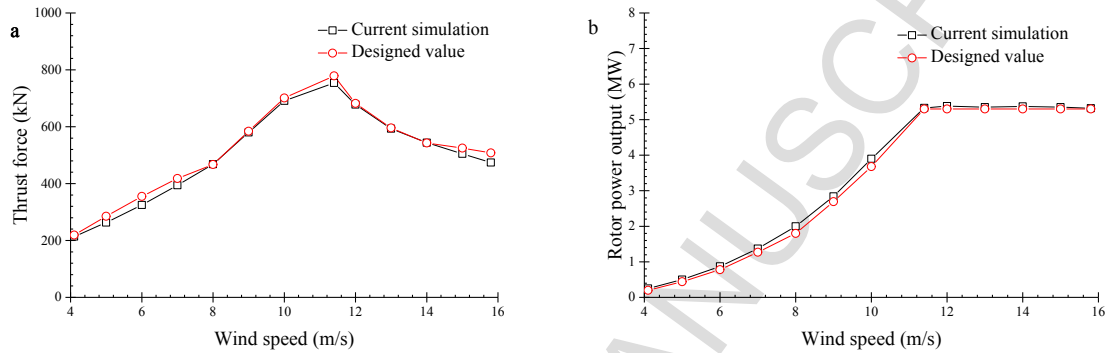 a
1000
800
600
400
200
0
4 6 8 10 12 14 16
Thrust force (kN)
Wind speed (m/s)
Current simulation
Designed value
b
8
7
6
5
4
3
2
1
0
4 6 8 10 12 14 16
Rotor power output (MW)
Wind speed (m/s)
Current simulation
Designed value
ANUSCR